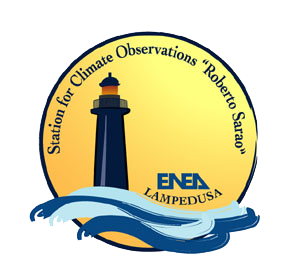 Station for Climate Observations "Roberto Sarao"
ENEA
LAMPEDUSA